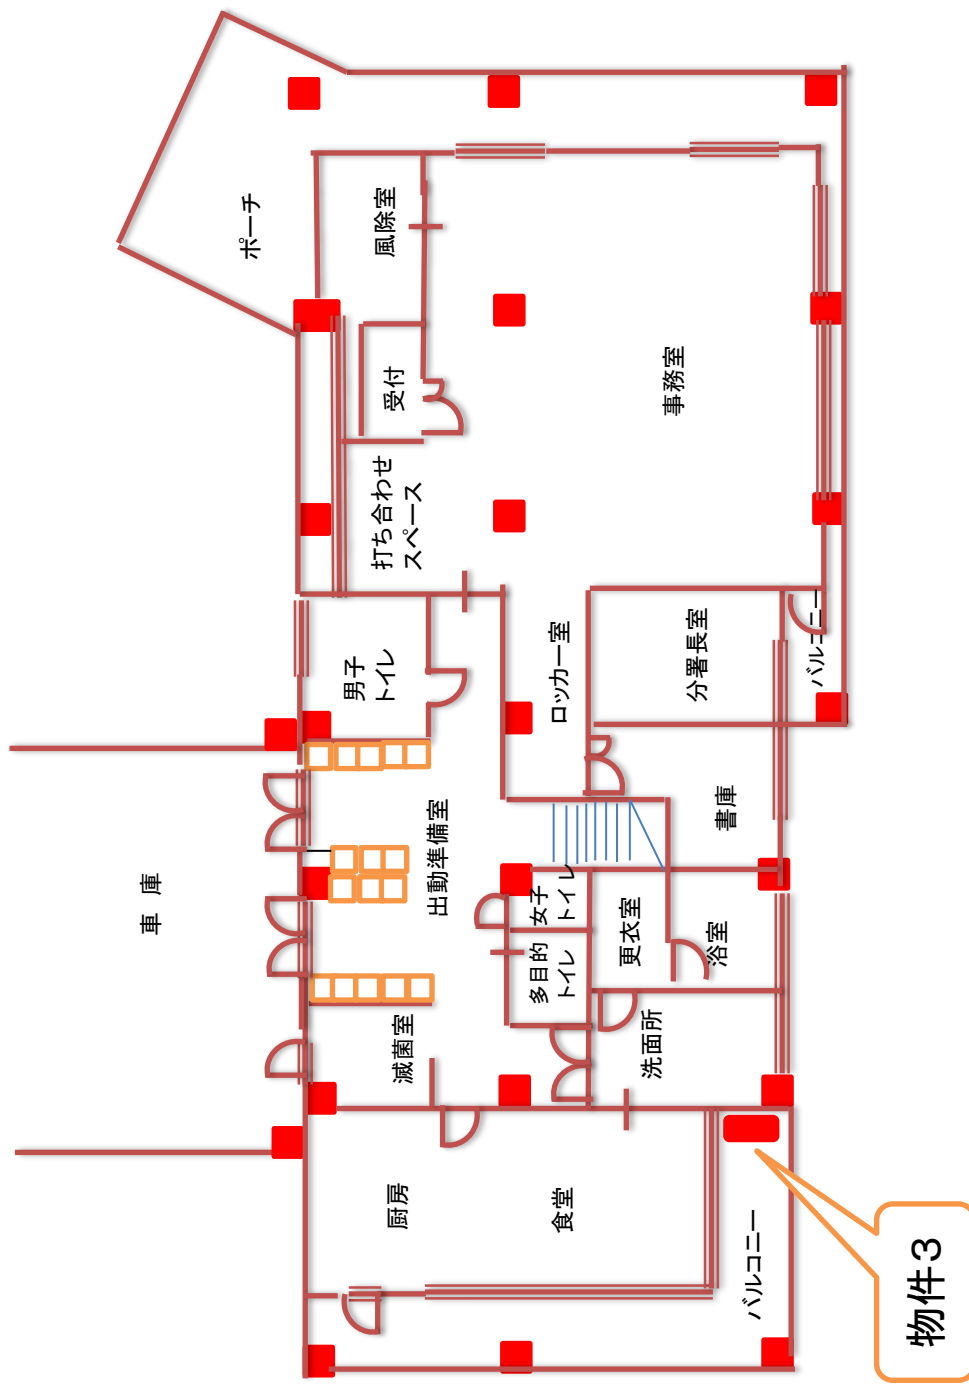 車 庫
厨房
滅菌室
出動準備室
男子
トイレ
打ち合わせ
スペース
受付
風除室
ポーチ
食堂
多目的
トイレ
女子
トイレ
ロッカー室
事務室
洗面所
更衣室
浴室
書庫
分署長室
バルコニー
バルコニー
物件3